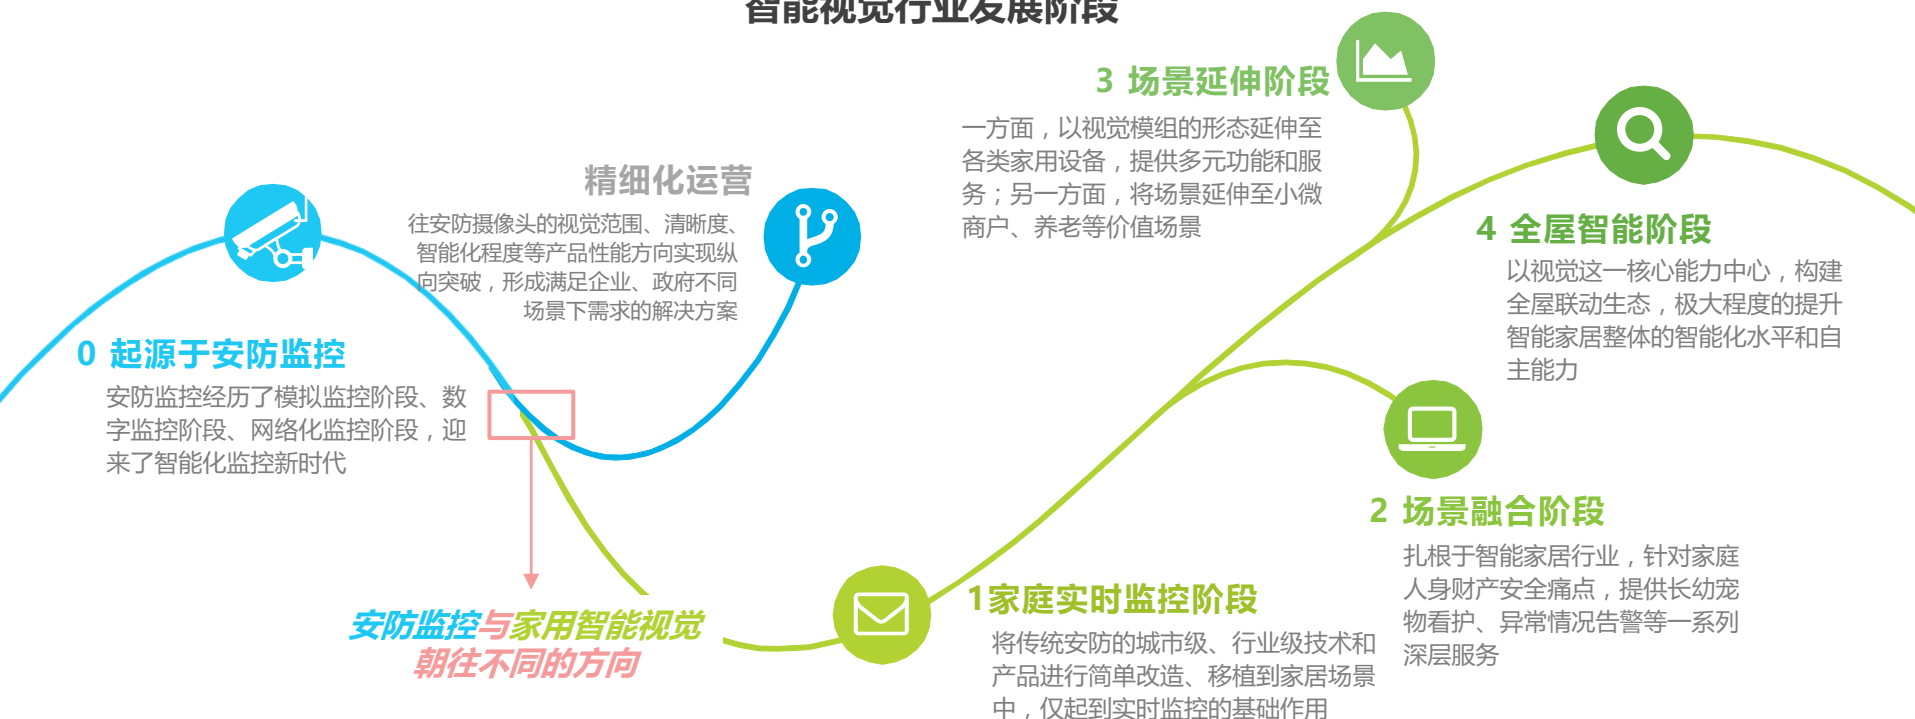 智能视觉行业发展阶段
0 起源于安防监控
安防监控经历了模拟监控阶段、数
字监控阶段、网络化监控阶段，迎
来了智能化监控新时代
精细化运营
往安防摄像头的视觉范围、清晰度、
智能化程度等产品性能方向实现纵
向突破，形成满足企业、政府不同
场景下需求的解决方案
安防监控与家用智能视觉
朝往不同的方向
1家庭实时监控阶段
将传统安防的城市级、行业级技术和
产品进行简单改造、移植到家居场景
中，仅起到实时监控的基础作用
2 场景融合阶段
扎根于智能家居行业，针对家庭
人身财产安全痛点，提供长幼宠
物看护、异常情况告警等一系列
深层服务
3 场景延伸阶段
一方面，以视觉模组的形态延伸至
各类家用设备，提供多元功能和服
务；另一方面，将场景延伸至小微
商户、养老等价值场景
4 全屋智能阶段
以视觉这一核心能力中心，构建
全屋联动生态，极大程度的提升
智能家居整体的智能化水平和自
主能力